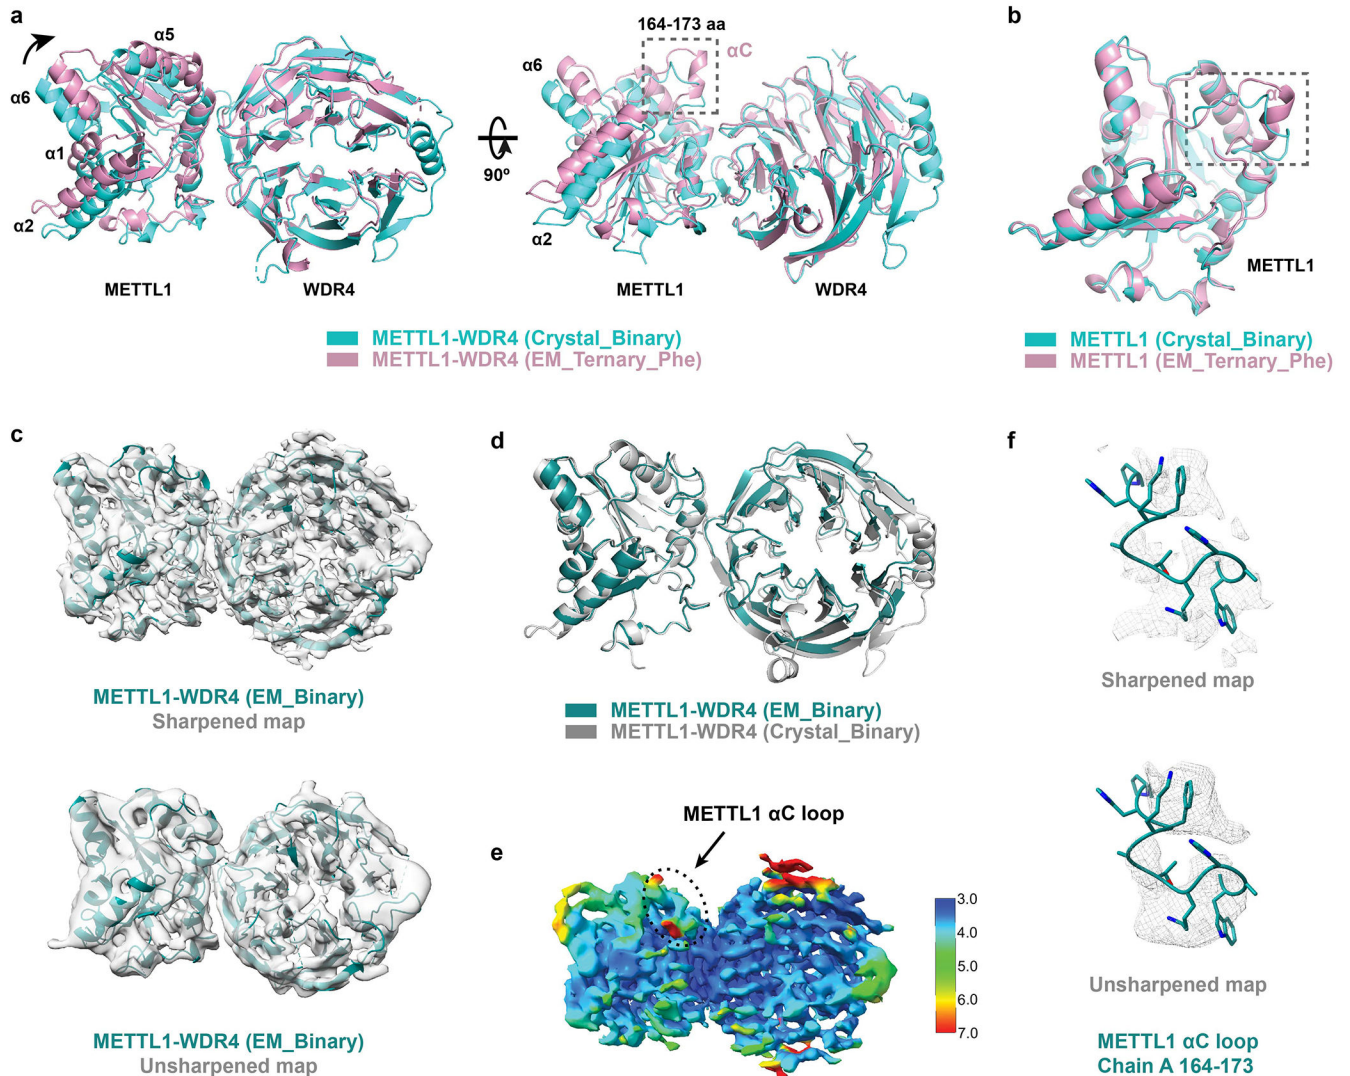 a
α5
α6
α1
α2
METTL1
WDR4
90º
164-173 aa
αC
α6
α2
METTL1
WDR4
METTL1-WDR4 (Crystal_Binary)
METTL1-WDR4 (EM_Ternary_Phe)
b
METTL1
METTL1 (Crystal_Binary)
METTL1 (EM_Ternary_Phe)
c
METTL1-WDR4 (EM_Binary)
Sharpened map
METTL1-WDR4 (EM_Binary)
Unsharpened map
d
METTL1-WDR4 (EM_Binary)
METTL1-WDR4 (Crystal_Binary)
e
METTL1 αC loop
3.0
4.0
5.0
6.0
7.0
f
Sharpened map
Unsharpened map
METTL1 αC loop
Chain A 164-173